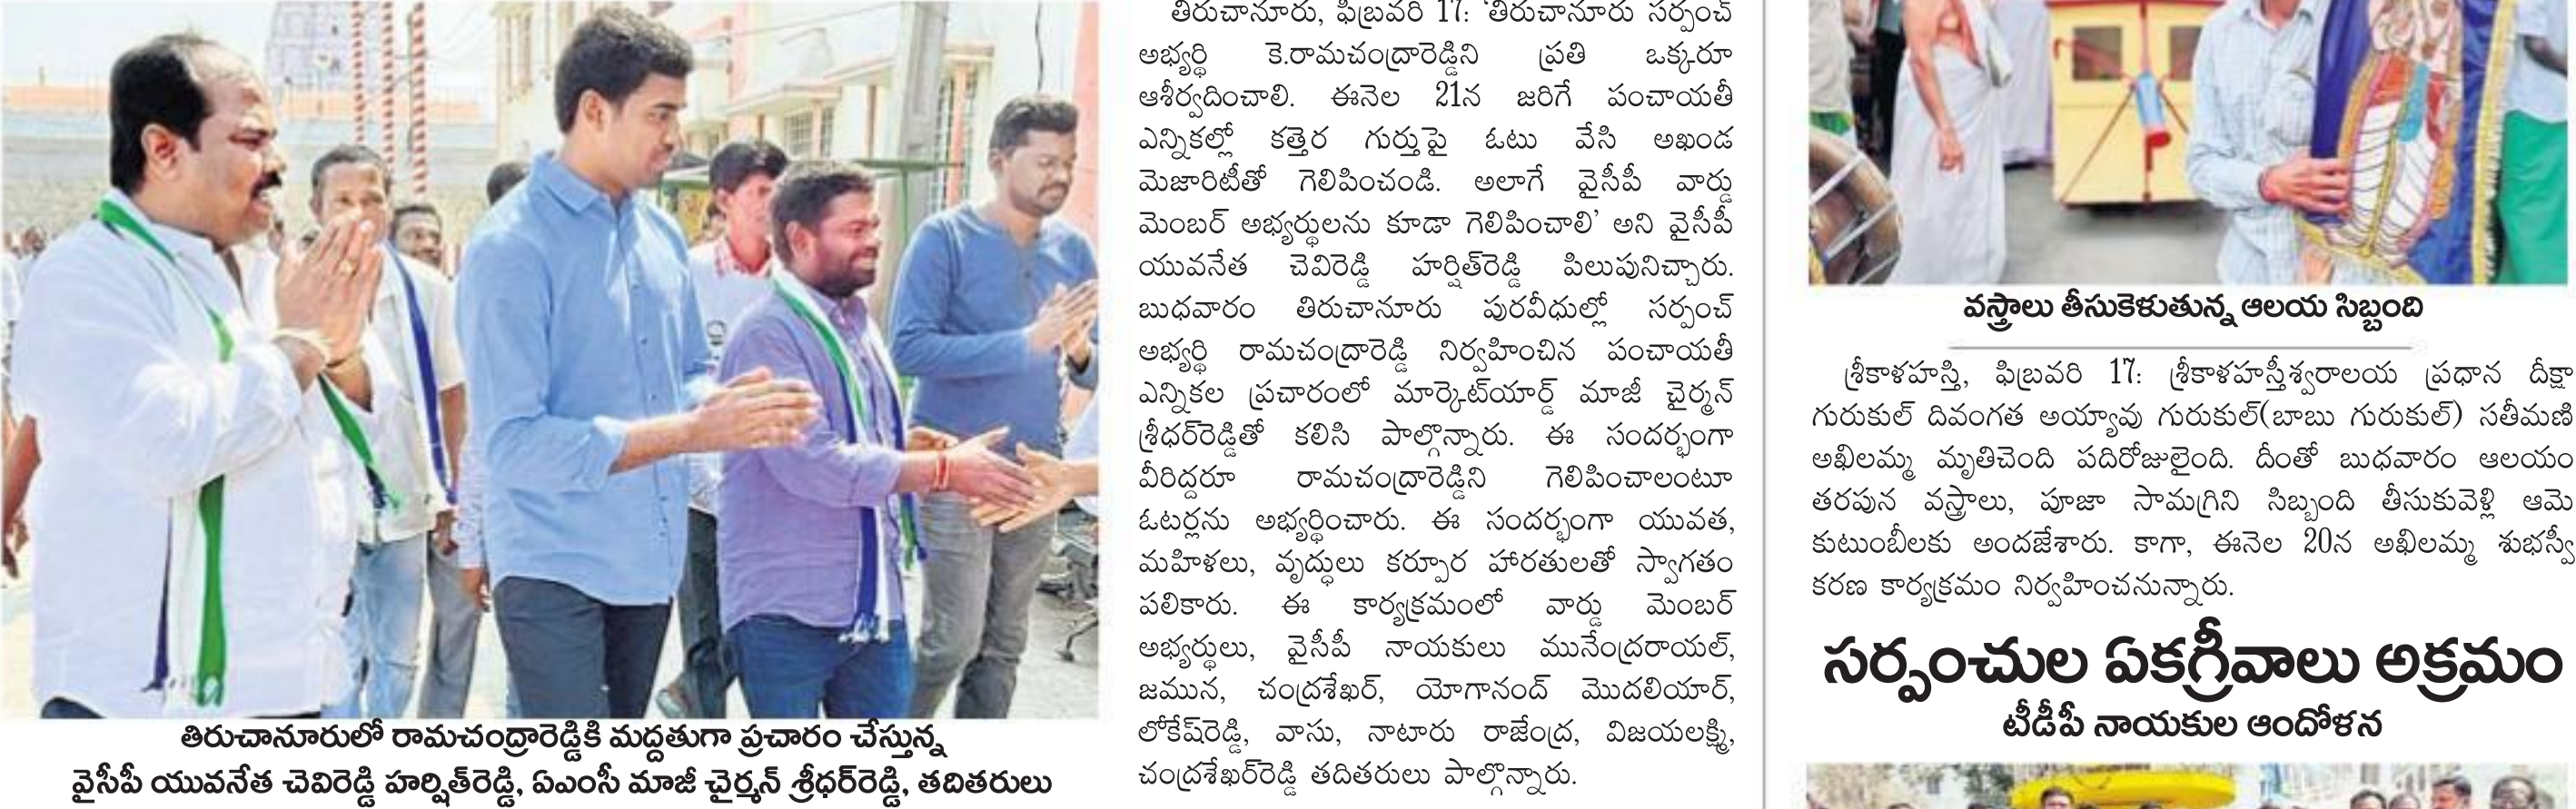 తిరుచానూరులో రామచంద్రారెడ్డికి మద్దతుగా ప్రచారం చేస్తున్న
వైసీపీ యువనేత చెవిరెడ్డి హర్షిత్‌రెడ్డి, ఏఎంసీ మాజీ చైర్మన్ శ్రీధర్‌రెడ్డి, తదితరులు
తిరుచానూరు, ఫిబ్రవరి 17: ‘తిరుచానూరు సర్పంచ్
అభ్యర్థి కె.రామచంద్రారెడ్డిని ప్రతి ఒక్కరూ
ఆశీర్వదించాలి. ఈనెల 21న జరిగే పంచాయతీ
ఎన్నికల్లో కత్తెర గుర్తుపై ఓటు వేసి అఖండ
మెజారిటీతో గెలిపించండి. అలాగే వైసీపీ వార్డు
మెంబర్ అభ్యర్థులను కూడా గెలిపించాలి’ అని వైసీపీ
యువనేత చెవిరెడ్డి హర్షిత్‌రెడ్డి పిలుపునిచ్చారు.
బుధవారం తిరుచానూరు పురవీధుల్లో సర్పంచ్
అభ్యర్థి రామచంద్రారెడ్డి నిర్వహించిన పంచాయతీ
ఎన్నికల ప్రచారంలో మార్కెట్‌యార్డ్ మాజీ చైర్మన్
శ్రీధర్‌రెడ్డితో కలిసి పాల్గొన్నారు. ఈ సందర్భంగా
వీరిద్దరూ రామచంద్రారెడ్డిని గెలిపించాలంటూ
ఓటర్లను అభ్యర్థించారు. ఈ సందర్భంగా యువత,
మహిళలు, వృద్ధులు కర్పూర హారతులతో స్వాగతం
పలికారు. ఈ కార్యక్రమంలో వార్డు మెంబర్
అభ్యర్థులు, వైసీపీ నాయకులు మునేంద్రరాయల్,
జమున, చంద్రశేఖర్, యోగానంద్ మొదలియార్,
లోకేష్‌రెడ్డి, వాసు, నాటారు రాజేంద్ర, విజయలక్ష్మి,
చంద్రశేఖర్‌రెడ్డి తదితరులు పాల్గొన్నారు.
వస్త్రాలు తీసుకెళుతున్న ఆలయ సిబ్బంది
శ్రీకాళహస్తి, ఫిబ్రవరి 17: శ్రీకాళహస్తీశ్వరాలయ ప్రధాన దీక్షా
గురుకుల్ దివంగత అయ్యావు గురుకుల్(బాబు గురుకుల్) సతీమణి
అఖిలమ్మ మృతిచెంది పదిరోజులైంది. దీంతో బుధవారం ఆలయం
తరపున వస్త్రాలు, పూజా సామగ్రిని సిబ్బంది తీసుకువెళ్లి ఆమె
కుటుంబీలకు అందజేశారు. కాగా, ఈనెల 20న అఖిలమ్మ శుభస్వీ
కరణ కార్యక్రమం నిర్వహించనున్నారు.
సర్పంచుల ఏకగ్రీవాలు అక్రమం
టీడీపీ నాయకుల ఆందోళన